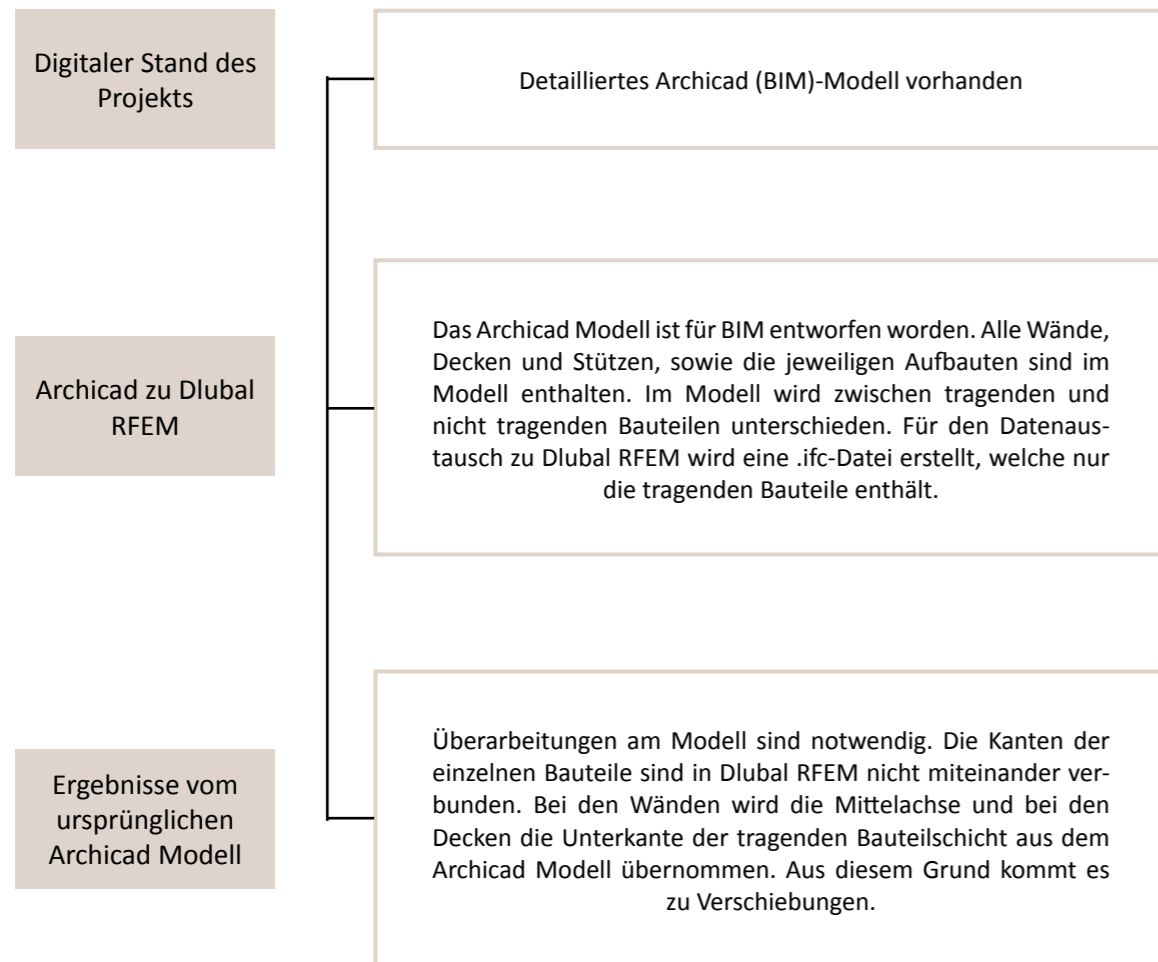 Digitaler Stand des
Projekts
Detailliertes Archicad (BIM)-Modell vorhanden
Archicad zu Dlubal
RFEM
Das Archicad Modell ist für BIM entworfen worden. Alle Wände,
Decken und Stützen, sowie die jeweiligen Aufbauten sind im
Modell enthalten. Im Modell wird zwischen tragenden und
nicht tragenden Bauteilen unterschieden. Für den Datenaus-
tausch zu Dlubal RFEM wird eine .ifc-Datei erstellt, welche nur
die tragenden Bauteile enthält.
Ergebnisse vom
ursprünglichen
Archicad Modell
Überarbeitungen am Modell sind notwendig. Die Kanten der
einzelnen Bauteile sind in Dlubal RFEM nicht miteinander ver-
bunden. Bei den Wänden wird die Mittelachse und bei den
Decken die Unterkante der tragenden Bauteilschicht aus dem
Archicad Modell übernommen. Aus diesem Grund kommt es
zu Verschiebungen.